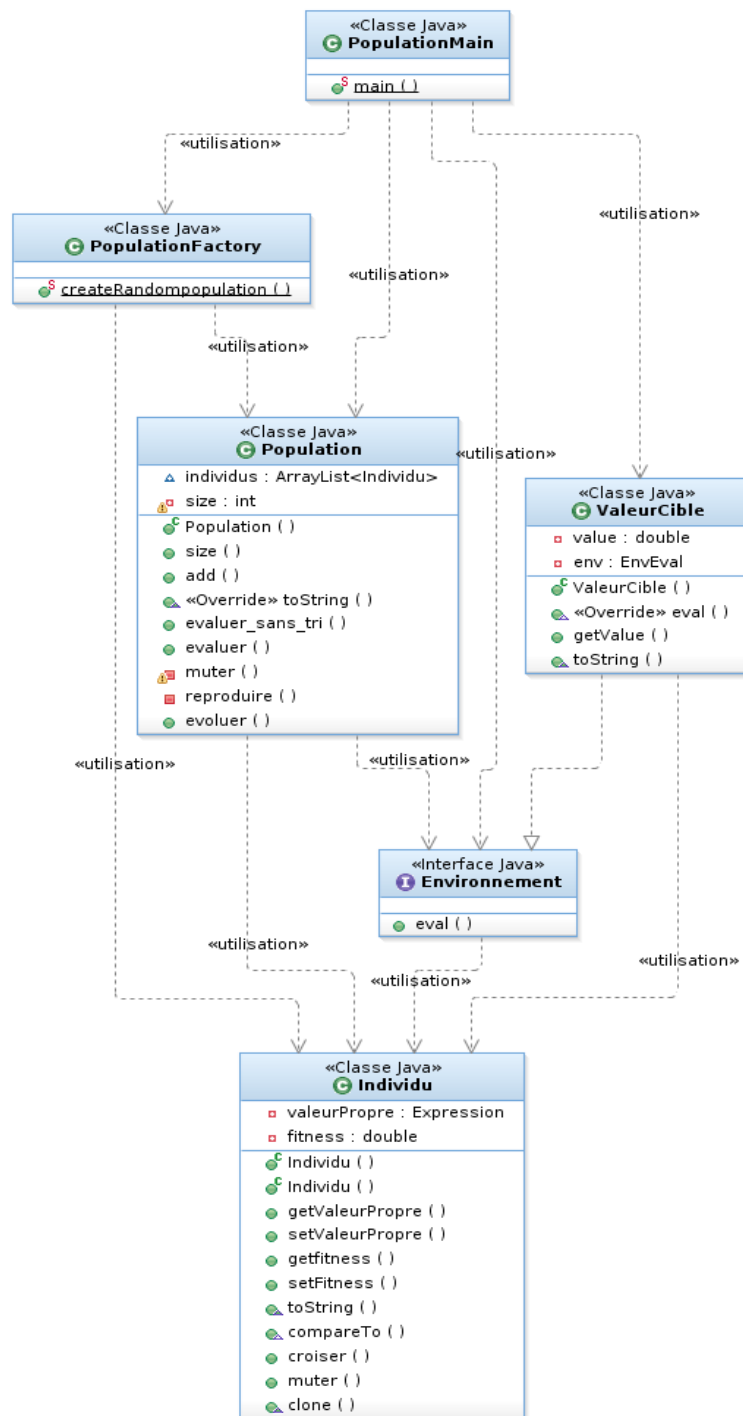 «Classe Java»
PopulationMain
main ( )
«utilisation»
«utilisation»
«Classe Java»
PopulationFactory
createRandompopulation ( )
«utilisation»
«utilisation»
«Classe Java»
Population
individus : ArrayList<Individu>
size : int
Population ( )
size ( )
add ( )
«Override» toString ( )
evaluer_sans_tri ( )
evaluer ( )
muter ( )
reproduire ( )
evoluer ( )
«utilisation»
«Classe Java»
ValeurCible
value : double
env : EnvEval
ValeurCible ( )
«Override» eval ( )
getValue ( )
toString ( )
«utilisation»
«utilisation»
«Interface Java»
Environnement
eval ( )
«utilisation»
«utilisation»
«utilisation»
«Classe Java»
Individu
valeurPropre : Expression
fitness : double
Individu ( )
Individu ( )
getValeurPropre ( )
setValeurPropre ( )
getfitness ( )
setFitness ( )
toString ( )
compareTo ( )
croiser ( )
muter ( )
clone ( )